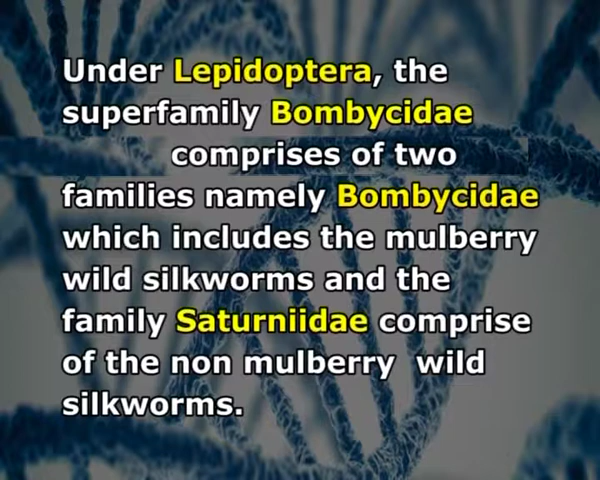 Under Lepidoptera, the
superfamily Bombycidae
comprises of two
families namely Bombycidae
which includes the mulberry
wild silkworms and the
family Saturniidae comprise
of the non mulberry wild
silkworms.